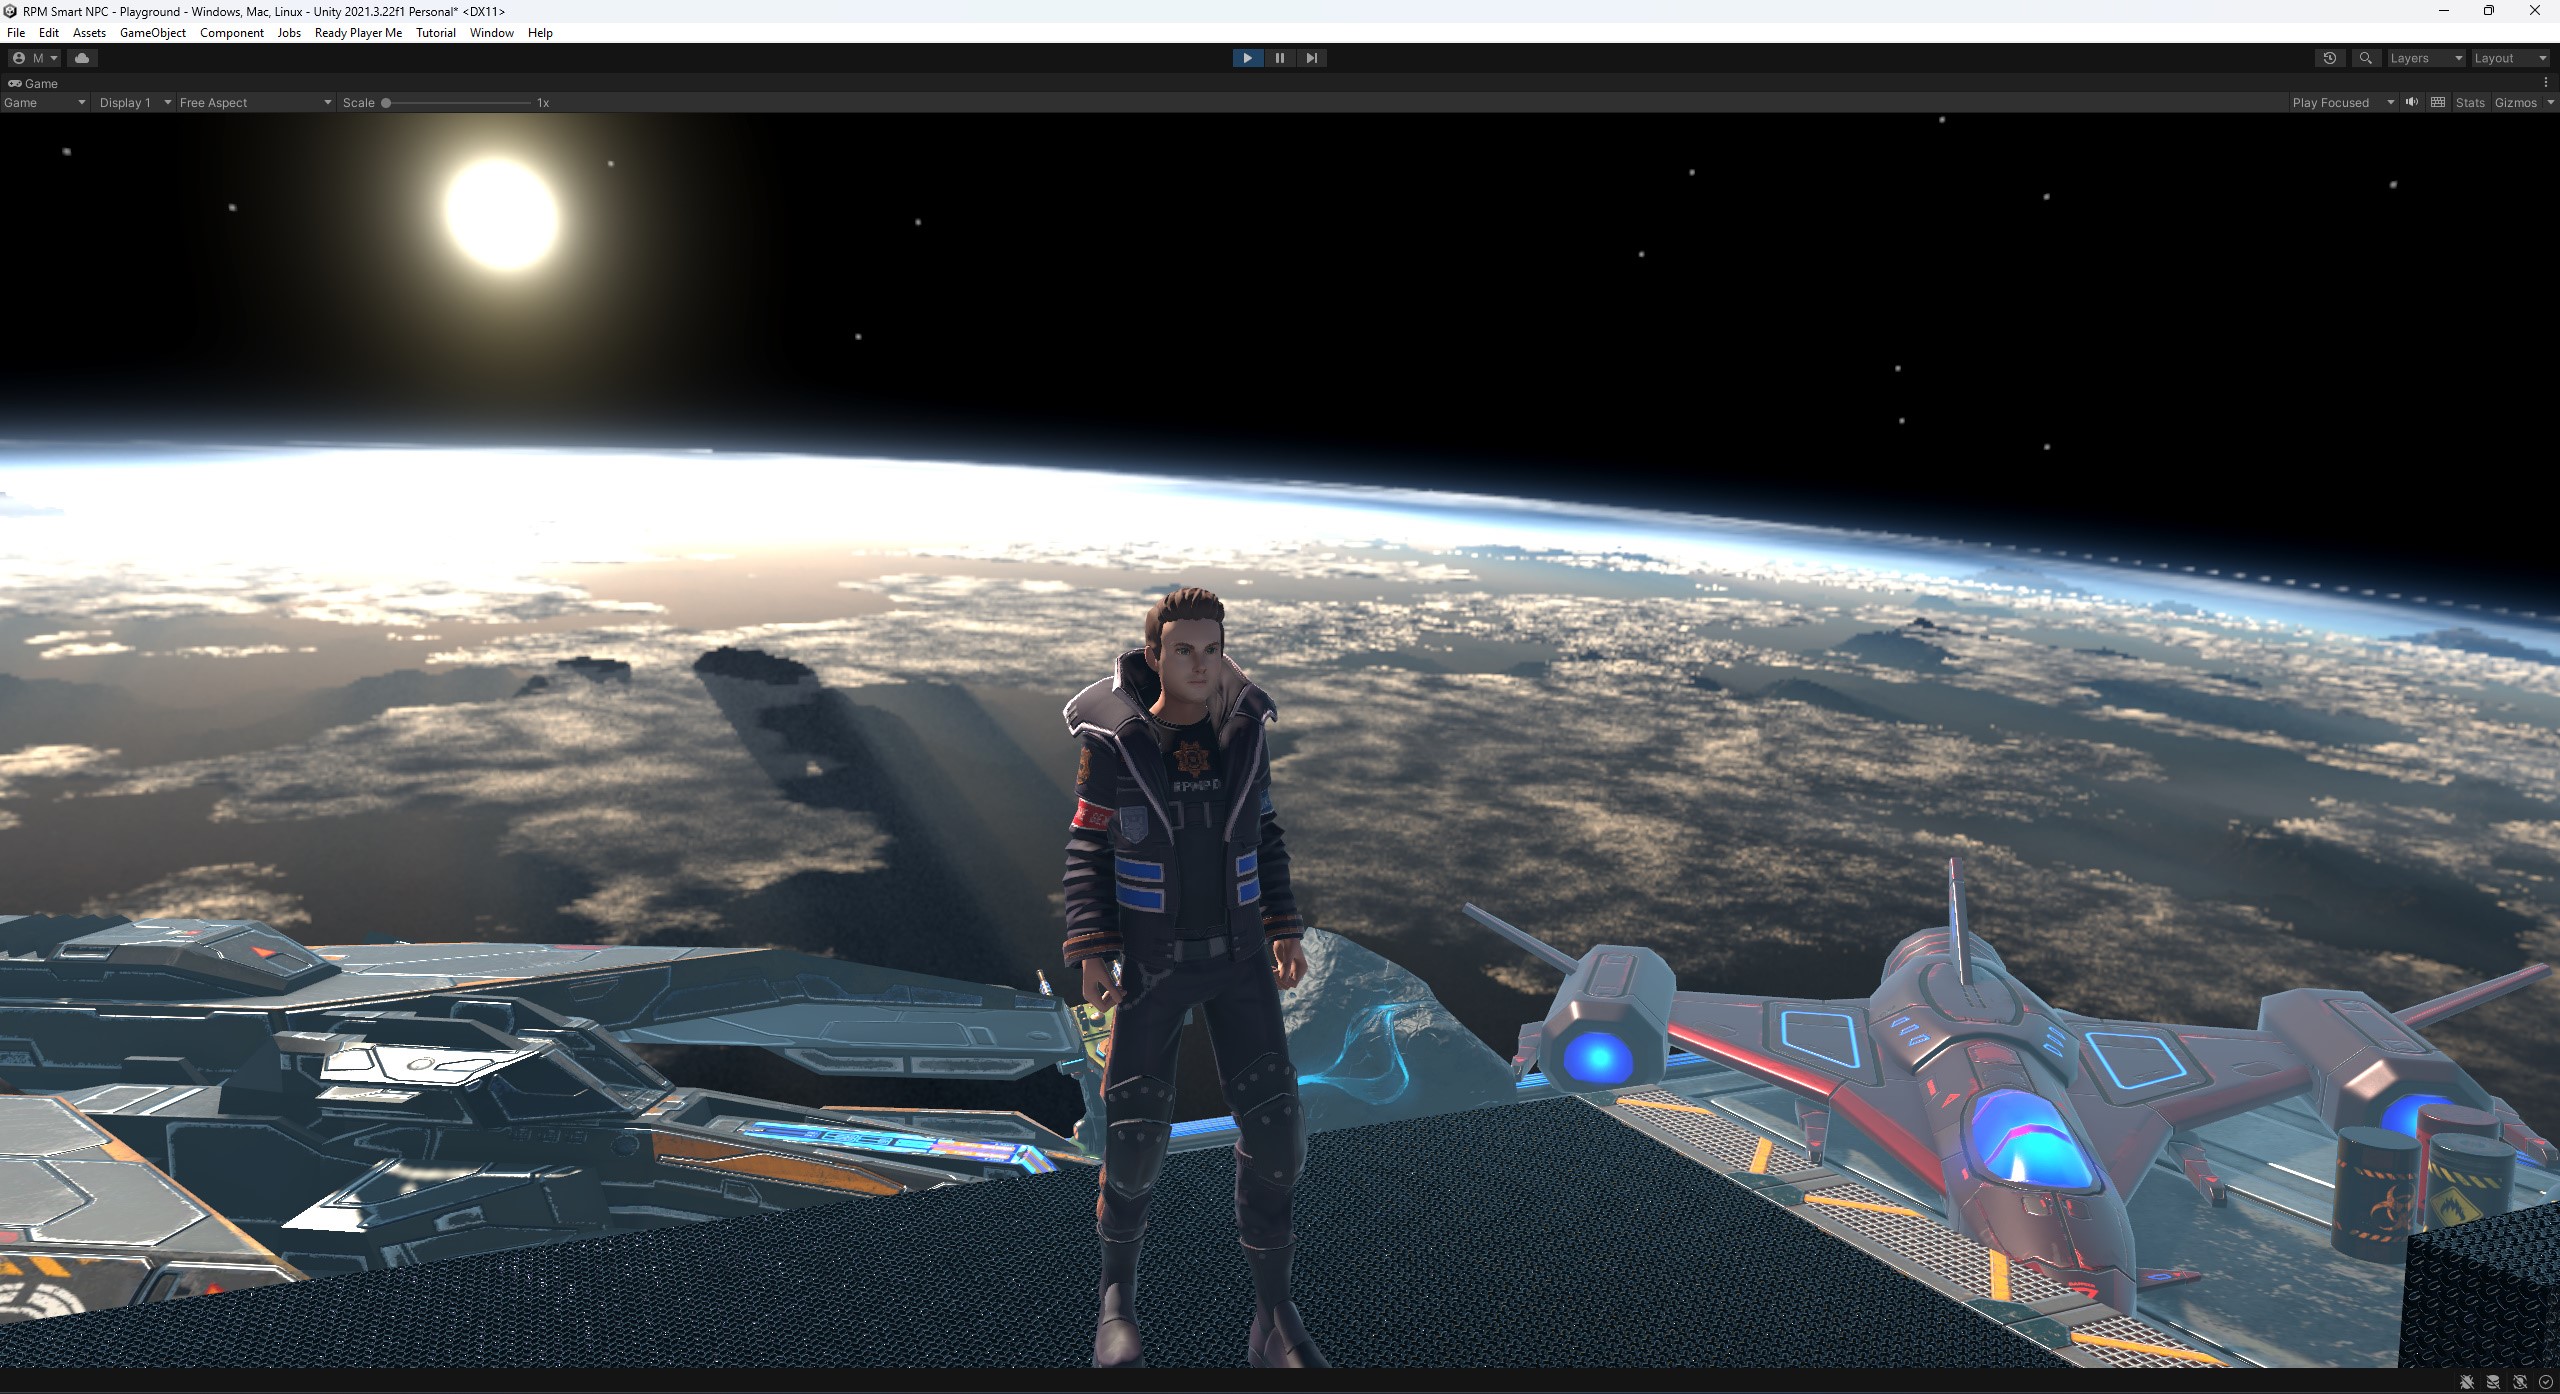 RPM Smart NPC - Playground - Windows, Mac, Linux - Unity 2021.3.22f1 Personal* <DX11>
File Edit Assets GameObject Component Jobs Ready Player Me Tutorial Window Help
M Layers Layout
Game
Game Display 1 Free Aspect Scale 1x Play Focused Stats Gizmos